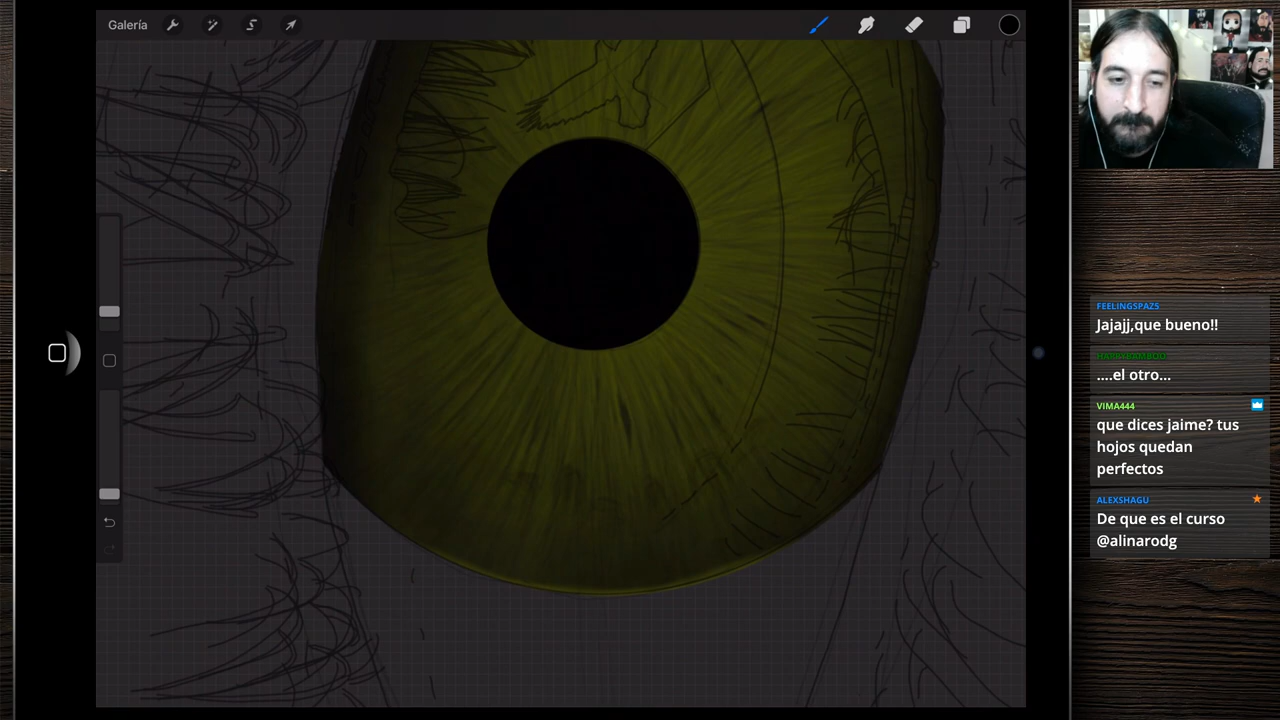 Galería
FEELINGSPAZS
Jajajj,que bueno!!
HARRYBAMBOO
....el otro...
VIMA444
que dices jaime? tus
hojos quedan
perfectos
ALEXSHAGU
De que es el curso
@alinarodg